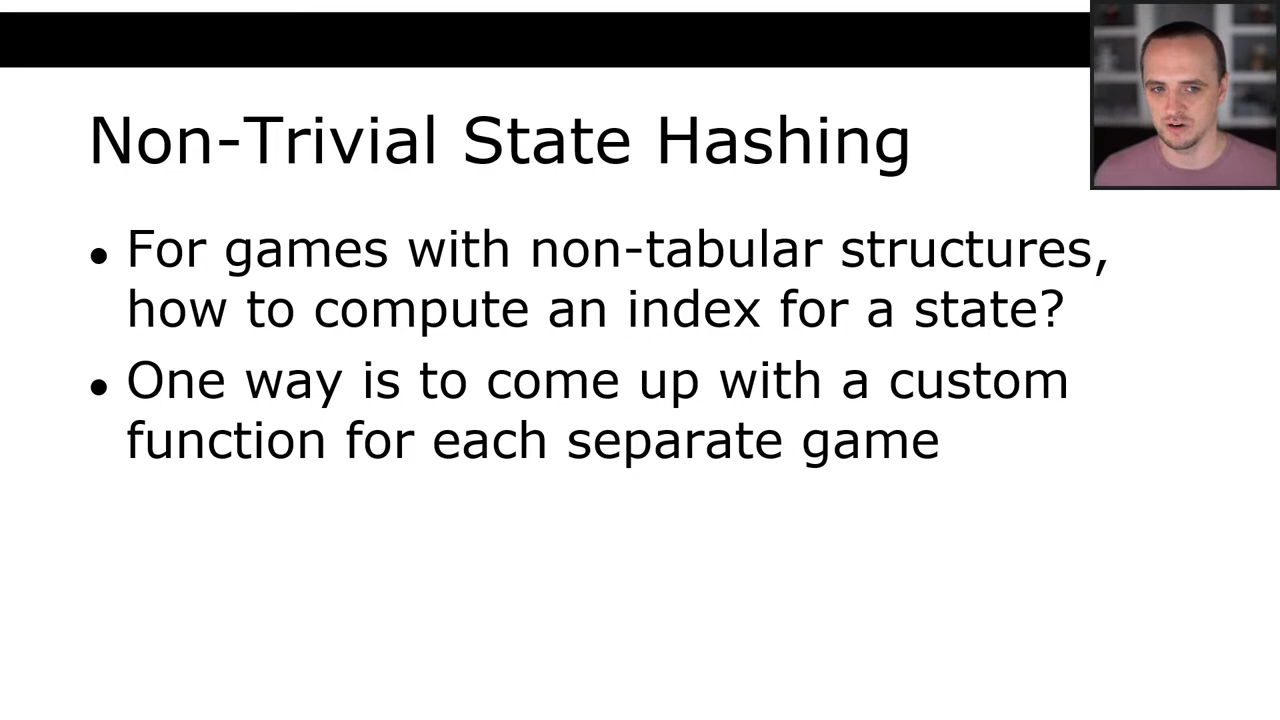 Non-Trivial State Hashing
• For games with non-tabular structures,
how to compute an index for a state?
• One way is to come up with a custom
function for each separate game